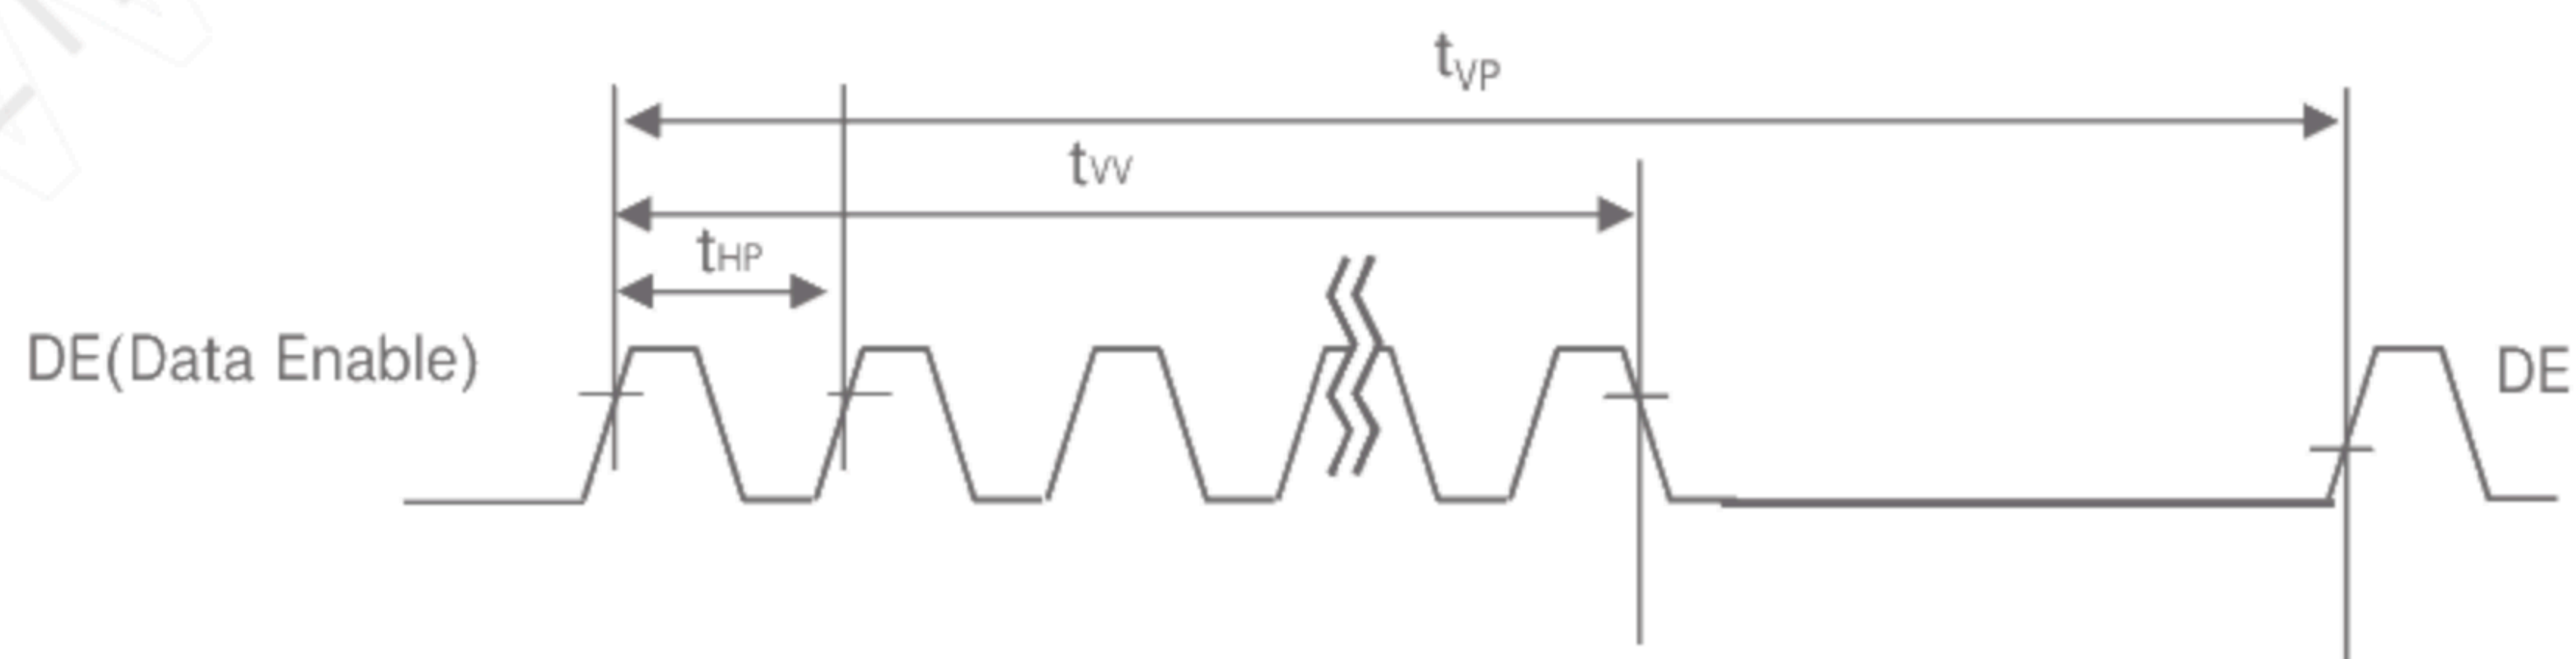 tVP
tVV
tHP
DE(Data Enable)
DE